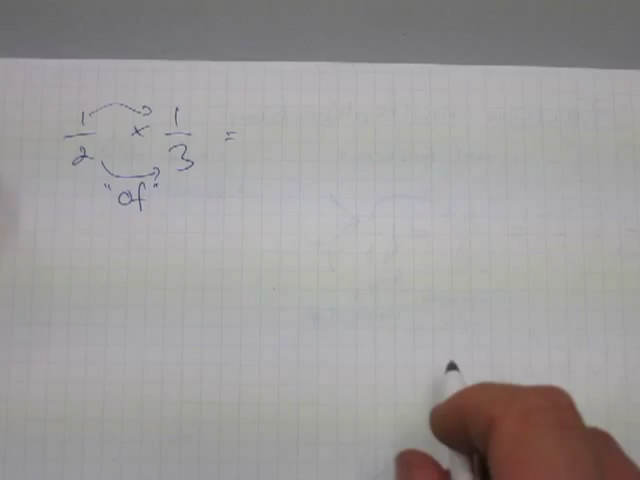 1/2 × 1/3 =
"of"